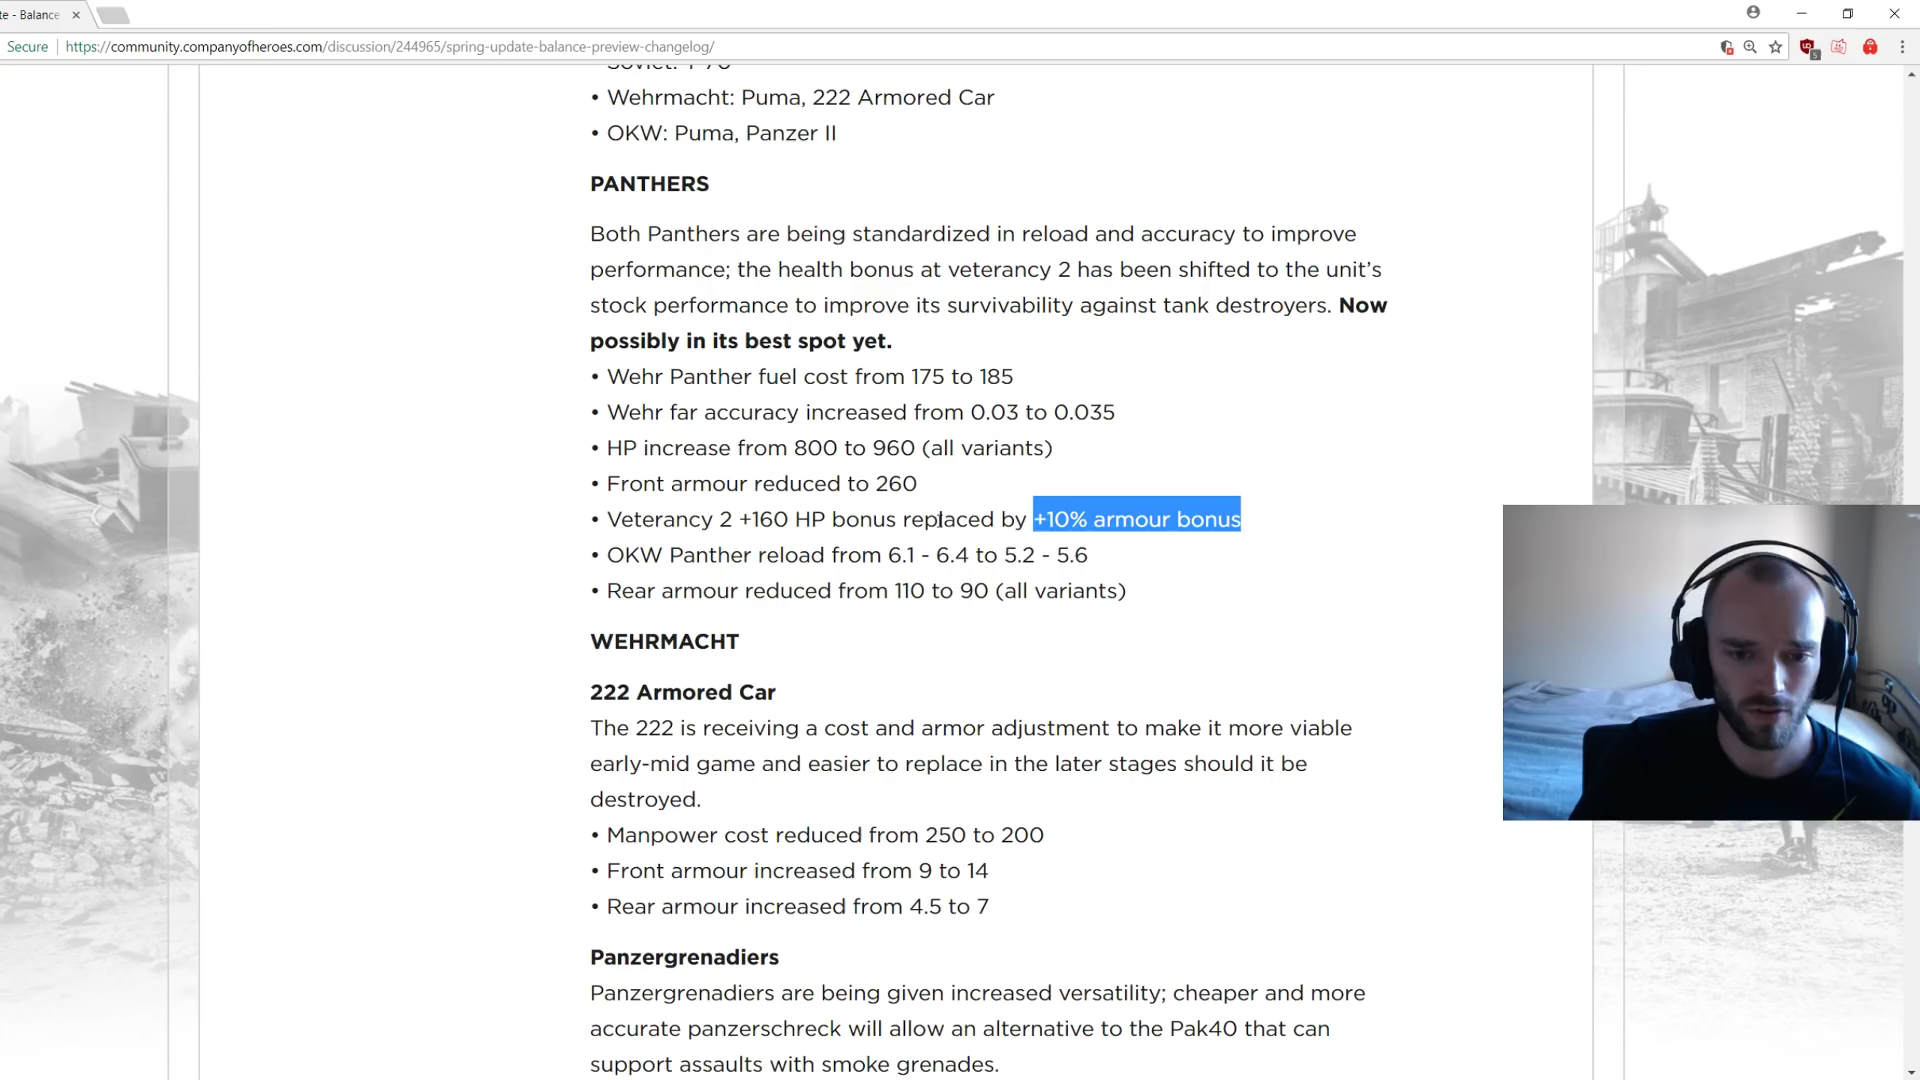 te - Balance
Secure https://community.companyofheroes.com/discussion/244965/spring-update-balance-preview-changelog/
• Soviet: T-70
• Wehrmacht: Puma, 222 Armored Car
• OKW: Puma, Panzer II
PANTHERS
Both Panthers are being standardized in reload and accuracy to improve
performance; the health bonus at veterancy 2 has been shifted to the unit's
stock performance to improve its survivability against tank destroyers. Now
possibly in its best spot yet.
• Wehr Panther fuel cost from 175 to 185
• Wehr far accuracy increased from 0.03 to 0.035
• HP increase from 800 to 960 (all variants)
• Front armour reduced to 260
• Veterancy 2 +160 HP bonus replaced by +10% armour bonus
• OKW Panther reload from 6.1 - 6.4 to 5.2 - 5.6
• Rear armour reduced from 110 to 90 (all variants)
WEHRMACHT
222 Armored Car
The 222 is receiving a cost and armor adjustment to make it more viable
early-mid game and easier to replace in the later stages should it be
destroyed.
• Manpower cost reduced from 250 to 200
• Front armour increased from 9 to 14
• Rear armour increased from 4.5 to 7
Panzergrenadiers
Panzergrenadiers are being given increased versatility; cheaper and more
accurate panzerschreck will allow an alternative to the Pak40 that can
support assaults with smoke grenades.